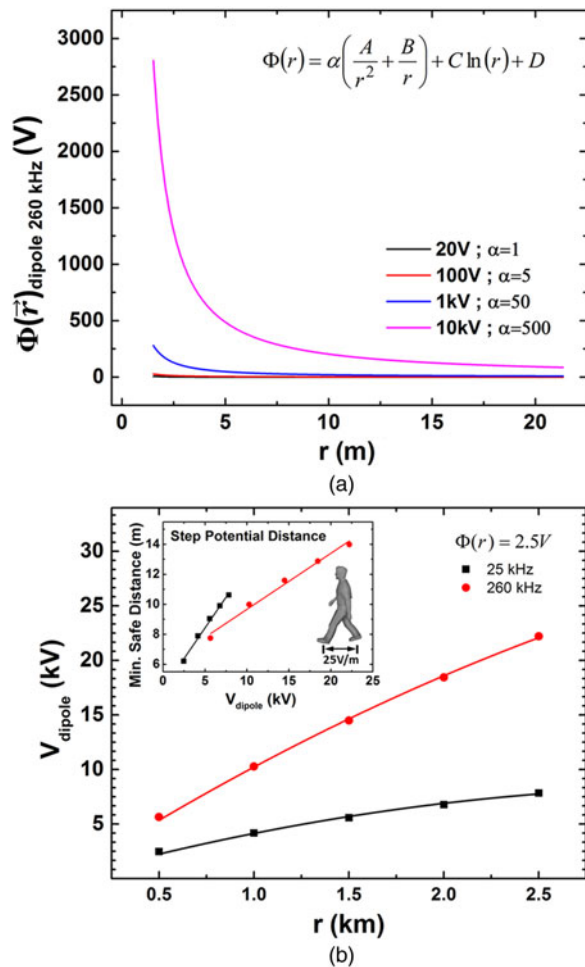 Φ(r) = α(A/r² + B/r) + C ln(r) + D
3000
2500
2000
1500
1000
500
0
Φ(r⃗)dipole 260 kHz (V)
20V ; α=1
100V ; α=5
1kV ; α=50
10kV ; α=500
0 5 10 15 20
r (m)
(a)
Φ(r) = 2.5V
25 kHz
260 kHz
30
25
20
15
10
5
Vdipole (kV)
Step Potential Distance
14
12
10
8
6
Min. Safe Distance (m)
25V/m
0 5 10 15 20 25
Vdipole (kV)
0.5 1.0 1.5 2.0 2.5
r (km)
(b)